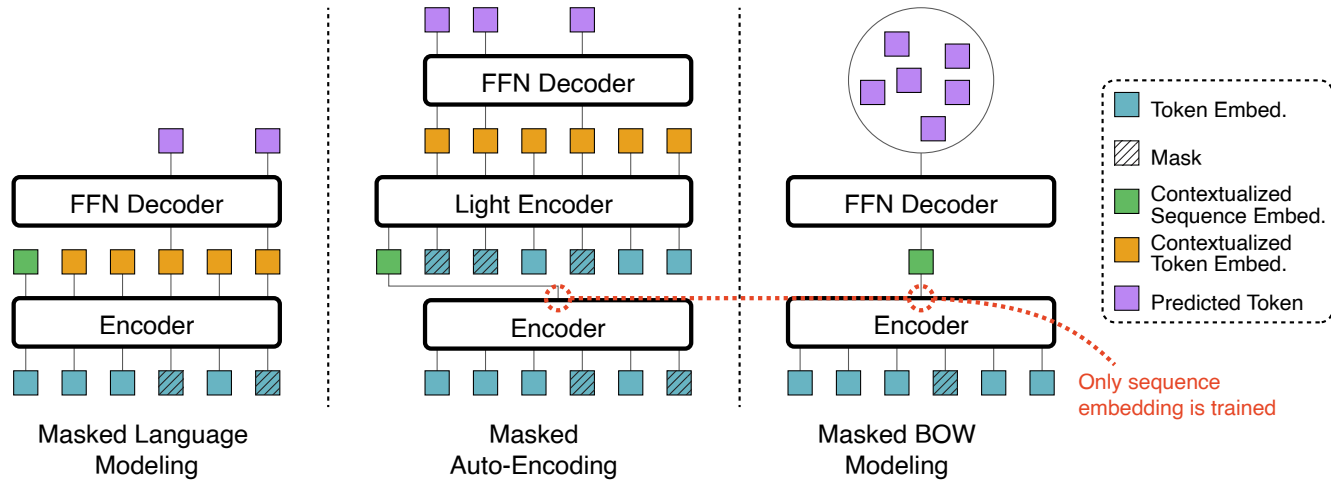 FFN Decoder
Encoder
Masked Language
Modeling
FFN Decoder
Light Encoder
Encoder
Masked
Auto-Encoding
FFN Decoder
Encoder
Masked BOW
Modeling
Only sequence
embedding is trained
Token Embed.
Mask
Contextualized
Sequence Embed.
Contextualized
Token Embed.
Predicted Token